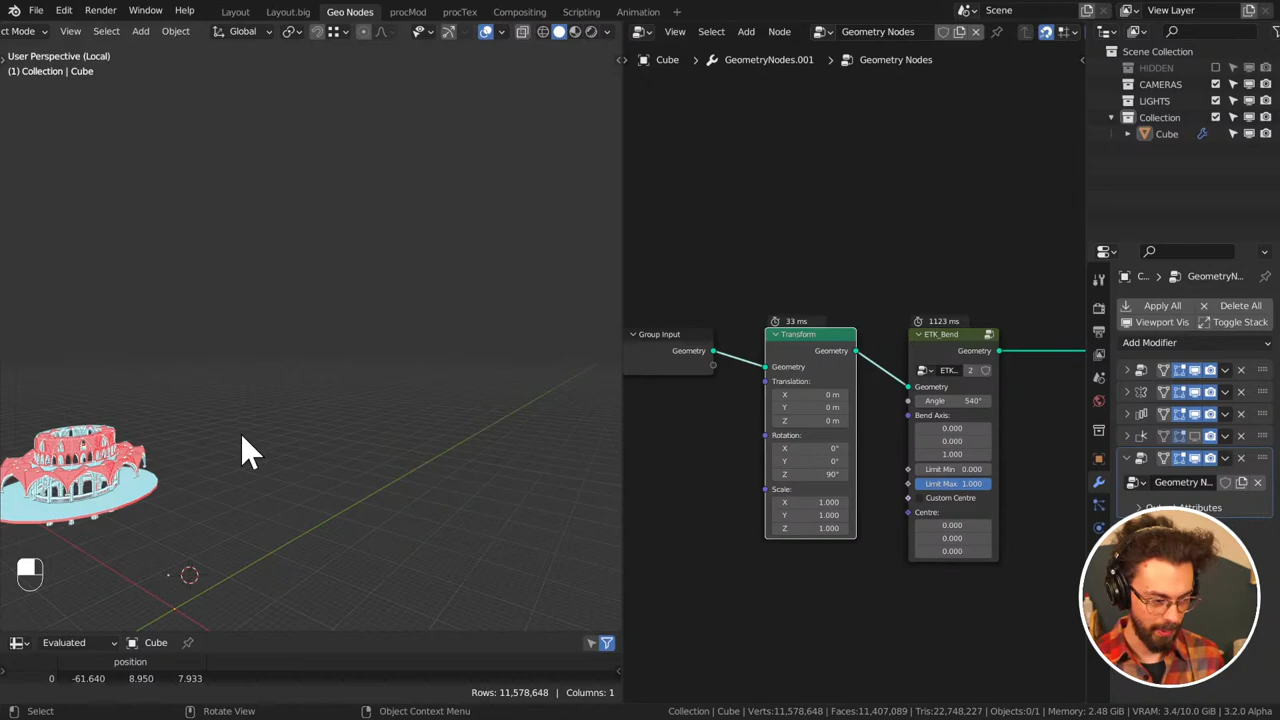 File Edit Render Window Help Layout Layout.big Geo Nodes procMod procTex Compositing Scripting Animation + Scene View Layer
ct Mode View Select Add Object Global View Select Add Node Geometry Nodes
User Perspective (Local)
(1) Collection | Cube
Cube > GeometryNodes.001 > Geometry Nodes
Scene Collection
HIDDEN
CAMERAS
LIGHTS
Collection
Cube
C... > GeometryN...
Apply All × Delete All
Viewport Vis Toggle Stack
Add Modifier
Geometry N...
Output Attributes
Group Input
Geometry
33 ms
Transform
Geometry
Geometry
Translation:
X 0 m
Y 0 m
Z 0 m
Rotation:
X 0°
Y 0°
Z 90°
Scale:
X 1.000
Y 1.000
Z 1.000
1123 ms
ETK_Bend
Geometry
ETK... 2
Geometry
Angle 540°
Bend Axis:
0.000
0.000
1.000
Limit Min 0.000
Limit Max 1.000
Custom Centre
Centre:
0.000
0.000
0.000
Evaluated Cube
position
0 -61.640 8.950 7.933
Rows: 11,578,648 | Columns: 1
Select Rotate View Object Context Menu Collection | Cube | Verts:11,578,648 | Faces:11,407,089 | Tris:22,748,227 | Objects:0/1 | Memory: 2.48 GiB | VRAM: 3.4/10.0 GiB | 3.2.0 Alpha